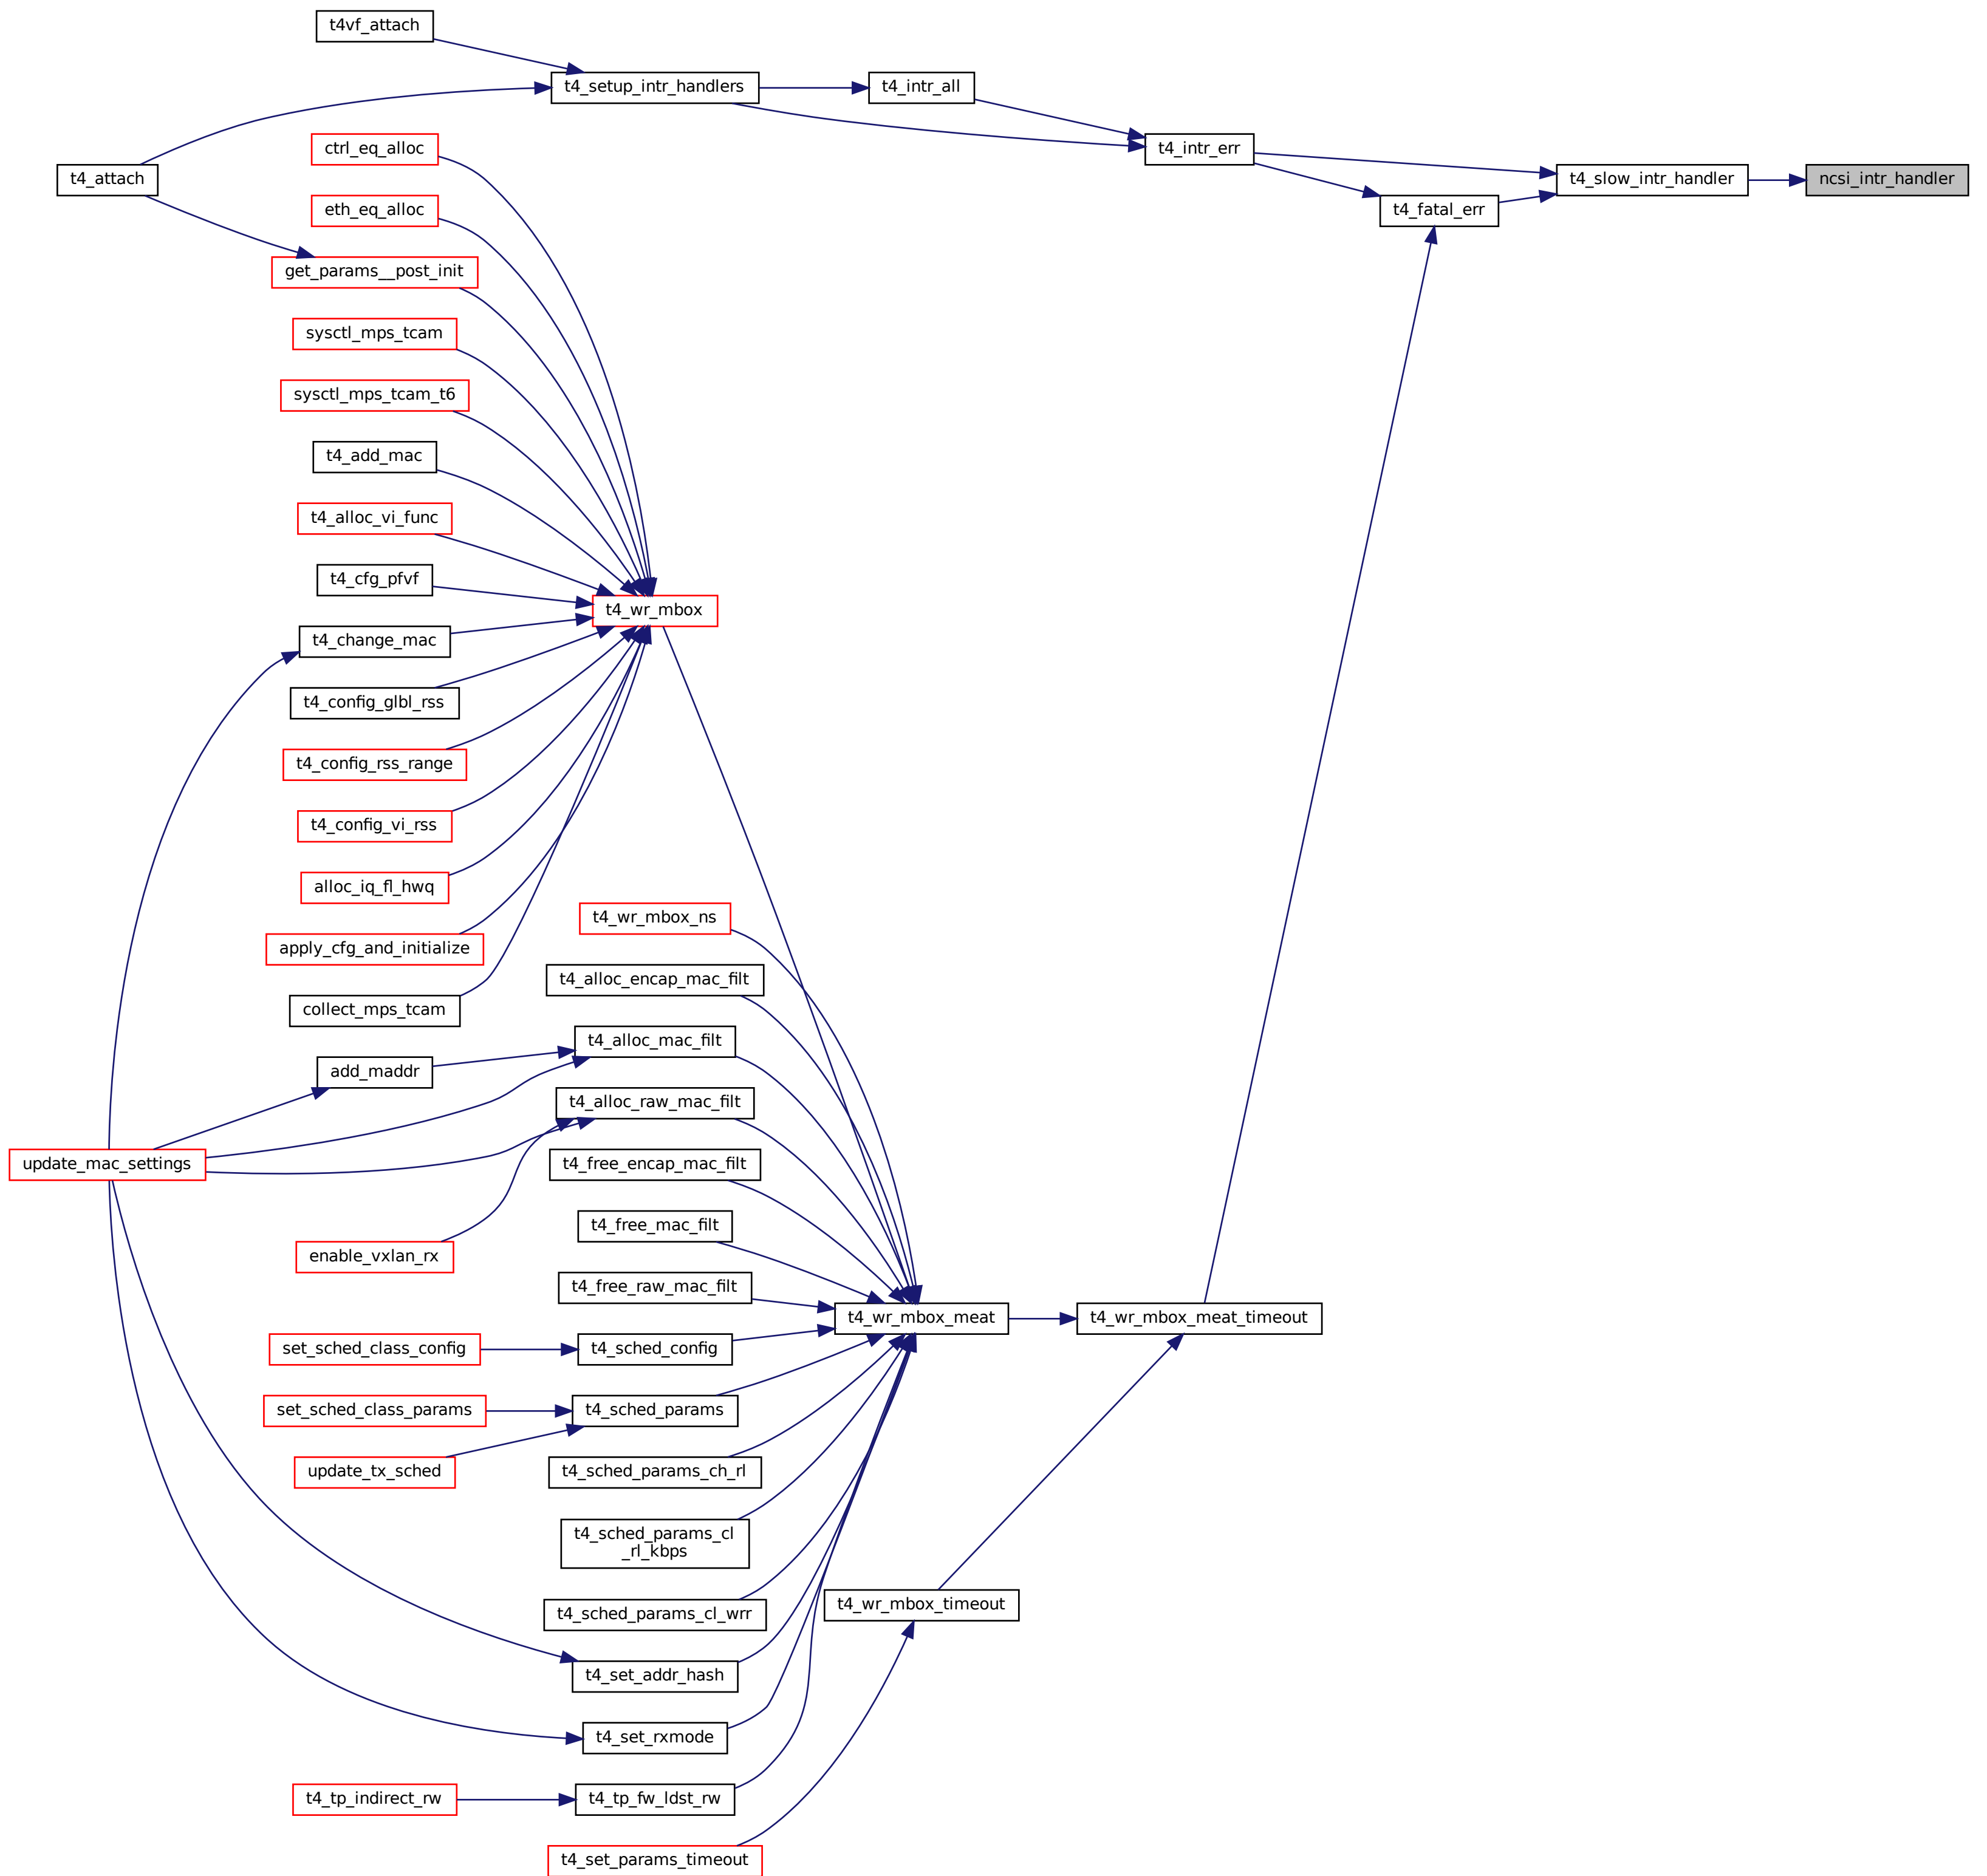 t4vf_attach
t4_setup_intr_handlers
t4_intr_all
ctrl_eq_alloc
t4_intr_err
t4_attach
t4_slow_intr_handler
ncsi_intr_handler
eth_eq_alloc
t4_fatal_err
get_params__post_init
sysctl_mps_tcam
sysctl_mps_tcam_t6
t4_add_mac
t4_alloc_vi_func
t4_cfg_pfvf
t4_wr_mbox
t4_change_mac
t4_config_glbl_rss
t4_config_rss_range
t4_config_vi_rss
alloc_iq_fl_hwq
t4_wr_mbox_ns
apply_cfg_and_initialize
t4_alloc_encap_mac_filt
collect_mps_tcam
t4_alloc_mac_filt
add_maddr
t4_alloc_raw_mac_filt
update_mac_settings
t4_free_encap_mac_filt
t4_free_mac_filt
enable_vxlan_rx
t4_free_raw_mac_filt
t4_wr_mbox_meat
t4_wr_mbox_meat_timeout
set_sched_class_config
t4_sched_config
set_sched_class_params
t4_sched_params
update_tx_sched
t4_sched_params_ch_rl
t4_sched_params_cl
_rl_kbps
t4_wr_mbox_timeout
t4_sched_params_cl_wrr
t4_set_addr_hash
t4_set_rxmode
t4_tp_indirect_rw
t4_tp_fw_ldst_rw
t4_set_params_timeout